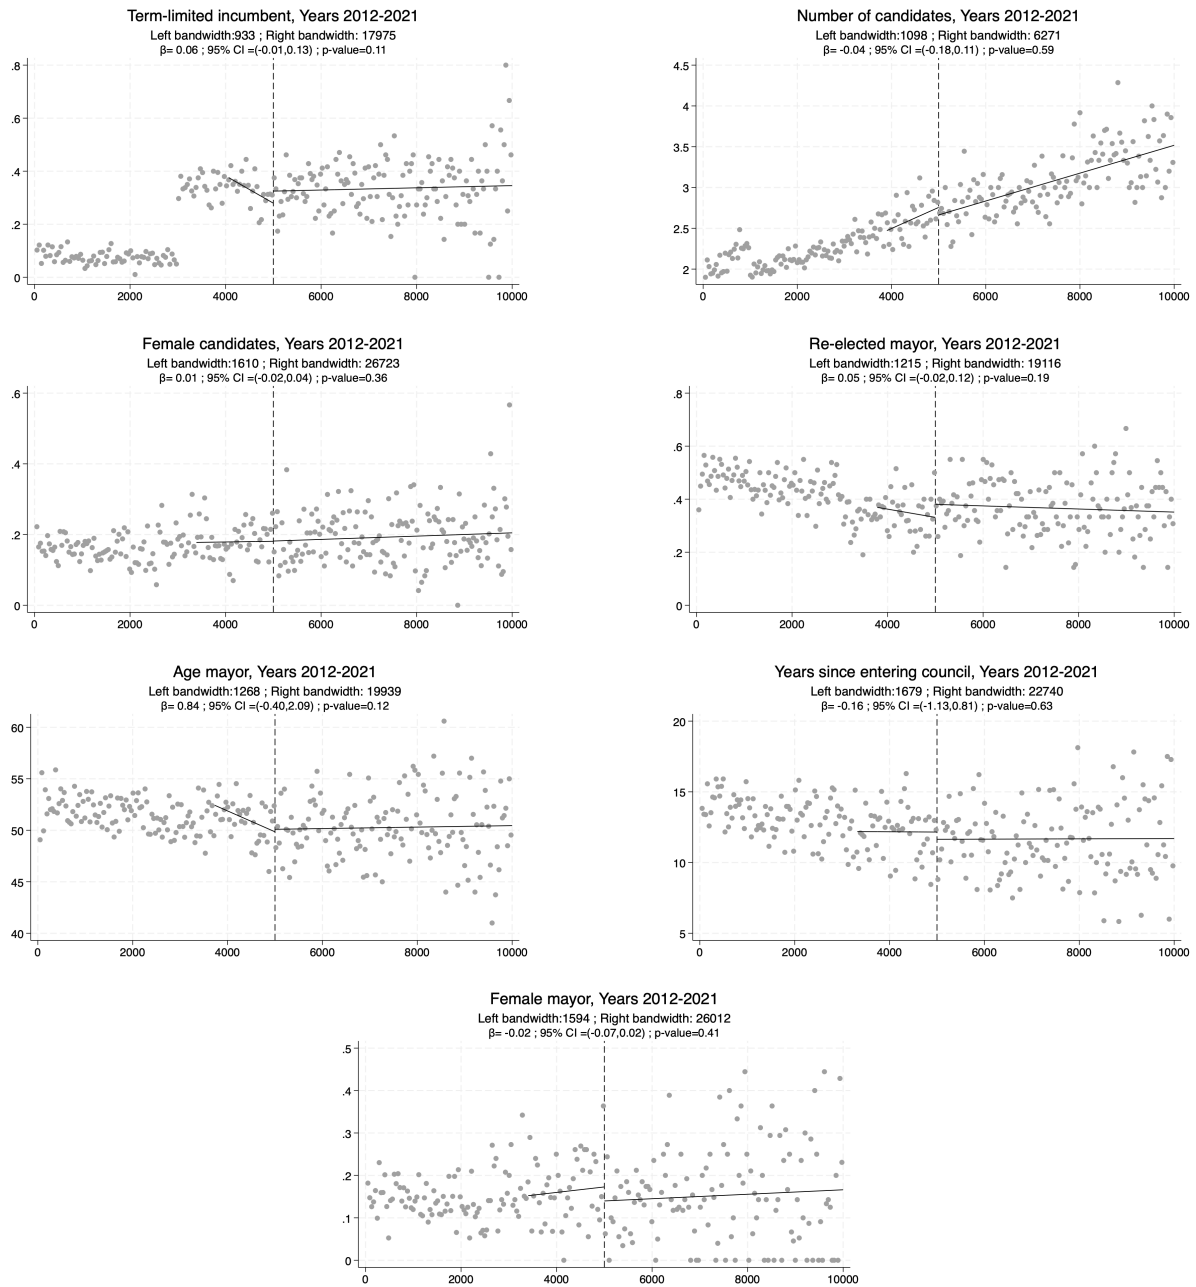 Term-limited incumbent, Years 2012-2021
Left bandwidth:933 ; Right bandwidth: 17975
β= 0.06 ; 95% CI =(-0.01,0.13) ; p-value=0.11
.8
.6
.4
.2
0
0 2000 4000 6000 8000 10000
Number of candidates, Years 2012-2021
Left bandwidth:1098 ; Right bandwidth: 6271
β= -0.04 ; 95% CI =(-0.18,0.11) ; p-value=0.59
4.5
4
3.5
3
2.5
2
0 2000 4000 6000 8000 10000
Female candidates, Years 2012-2021
Left bandwidth:1610 ; Right bandwidth: 26723
β= 0.01 ; 95% CI =(-0.02,0.04) ; p-value=0.36
.6
.4
.2
0
0 2000 4000 6000 8000 10000
Re-elected mayor, Years 2012-2021
Left bandwidth:1215 ; Right bandwidth: 19116
β= 0.05 ; 95% CI =(-0.02,0.12) ; p-value=0.19
.8
.6
.4
.2
0
0 2000 4000 6000 8000 10000
Age mayor, Years 2012-2021
Left bandwidth:1268 ; Right bandwidth: 19939
β= 0.84 ; 95% CI =(-0.40,2.09) ; p-value=0.12
60
55
50
45
40
0 2000 4000 6000 8000 10000
Years since entering council, Years 2012-2021
Left bandwidth:1679 ; Right bandwidth: 22740
β= -0.16 ; 95% CI =(-1.13,0.81) ; p-value=0.63
20
15
10
5
0 2000 4000 6000 8000 10000
Female mayor, Years 2012-2021
Left bandwidth:1594 ; Right bandwidth: 26012
β= -0.02 ; 95% CI =(-0.07,0.02) ; p-value=0.41
.5
.4
.3
.2
.1
0
0 2000 4000 6000 8000 10000